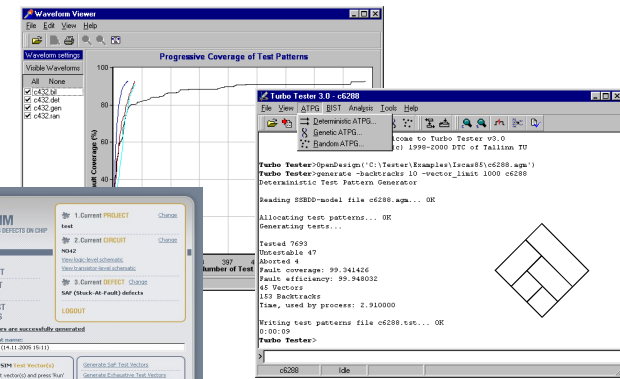 Waveform Viewer
File Edit View Help
Waveform settings
Visible Waveforms
All None
c432.bil
c432.det
c432.gen
c432.ran
Progressive Coverage of Test Patterns
100
80
60
40
Coverage (%)
397
Number of Test
Turbo Tester 3.0 - c6288
File View ATPG BIST Analysis Tools Help
Deterministic ATPG...
Genetic ATPG...
Random ATPG...
come to Turbo Tester v3.0
(c) 1998-2000 DTC of Tallinn TU
Turbo Tester>OpenDesign('C:\Tester\Examples\Iscas85\c6288.agm')
Turbo Tester>generate -backtracks 10 -vector_limit 1000 c6288
Deterministic Test Pattern Generator
Reading SSBDD-model file c6288.agm... OK
Allocating test patterns... OK
Generating tests...
Tested 7693
Untestable 47
Aborted 4
Fault coverage: 99.341426
Fault efficiency: 99.948032
45 Vectors
153 Backtracks
Time, used by process: 2.910000
Writing test patterns file c6288.tst... OK
0:00:09
Turbo Tester>
>
c6288 Idle
DEFECTS ON CHIP
1.Current PROJECT Change
test
2.Current CIRCUIT Change
N042
View logic-level schematic
View transistor-level schematic
3.Current DEFECT Change
SAF (Stuck-At-Fault) defects
LOGOUT
are successfully generated
name:
(14.11.2005 15:11)
SIM Test Vector(s)
vector(s) and press 'Run'
Generate SaF Test Vectors
Generate Exhaustive Test Vectors